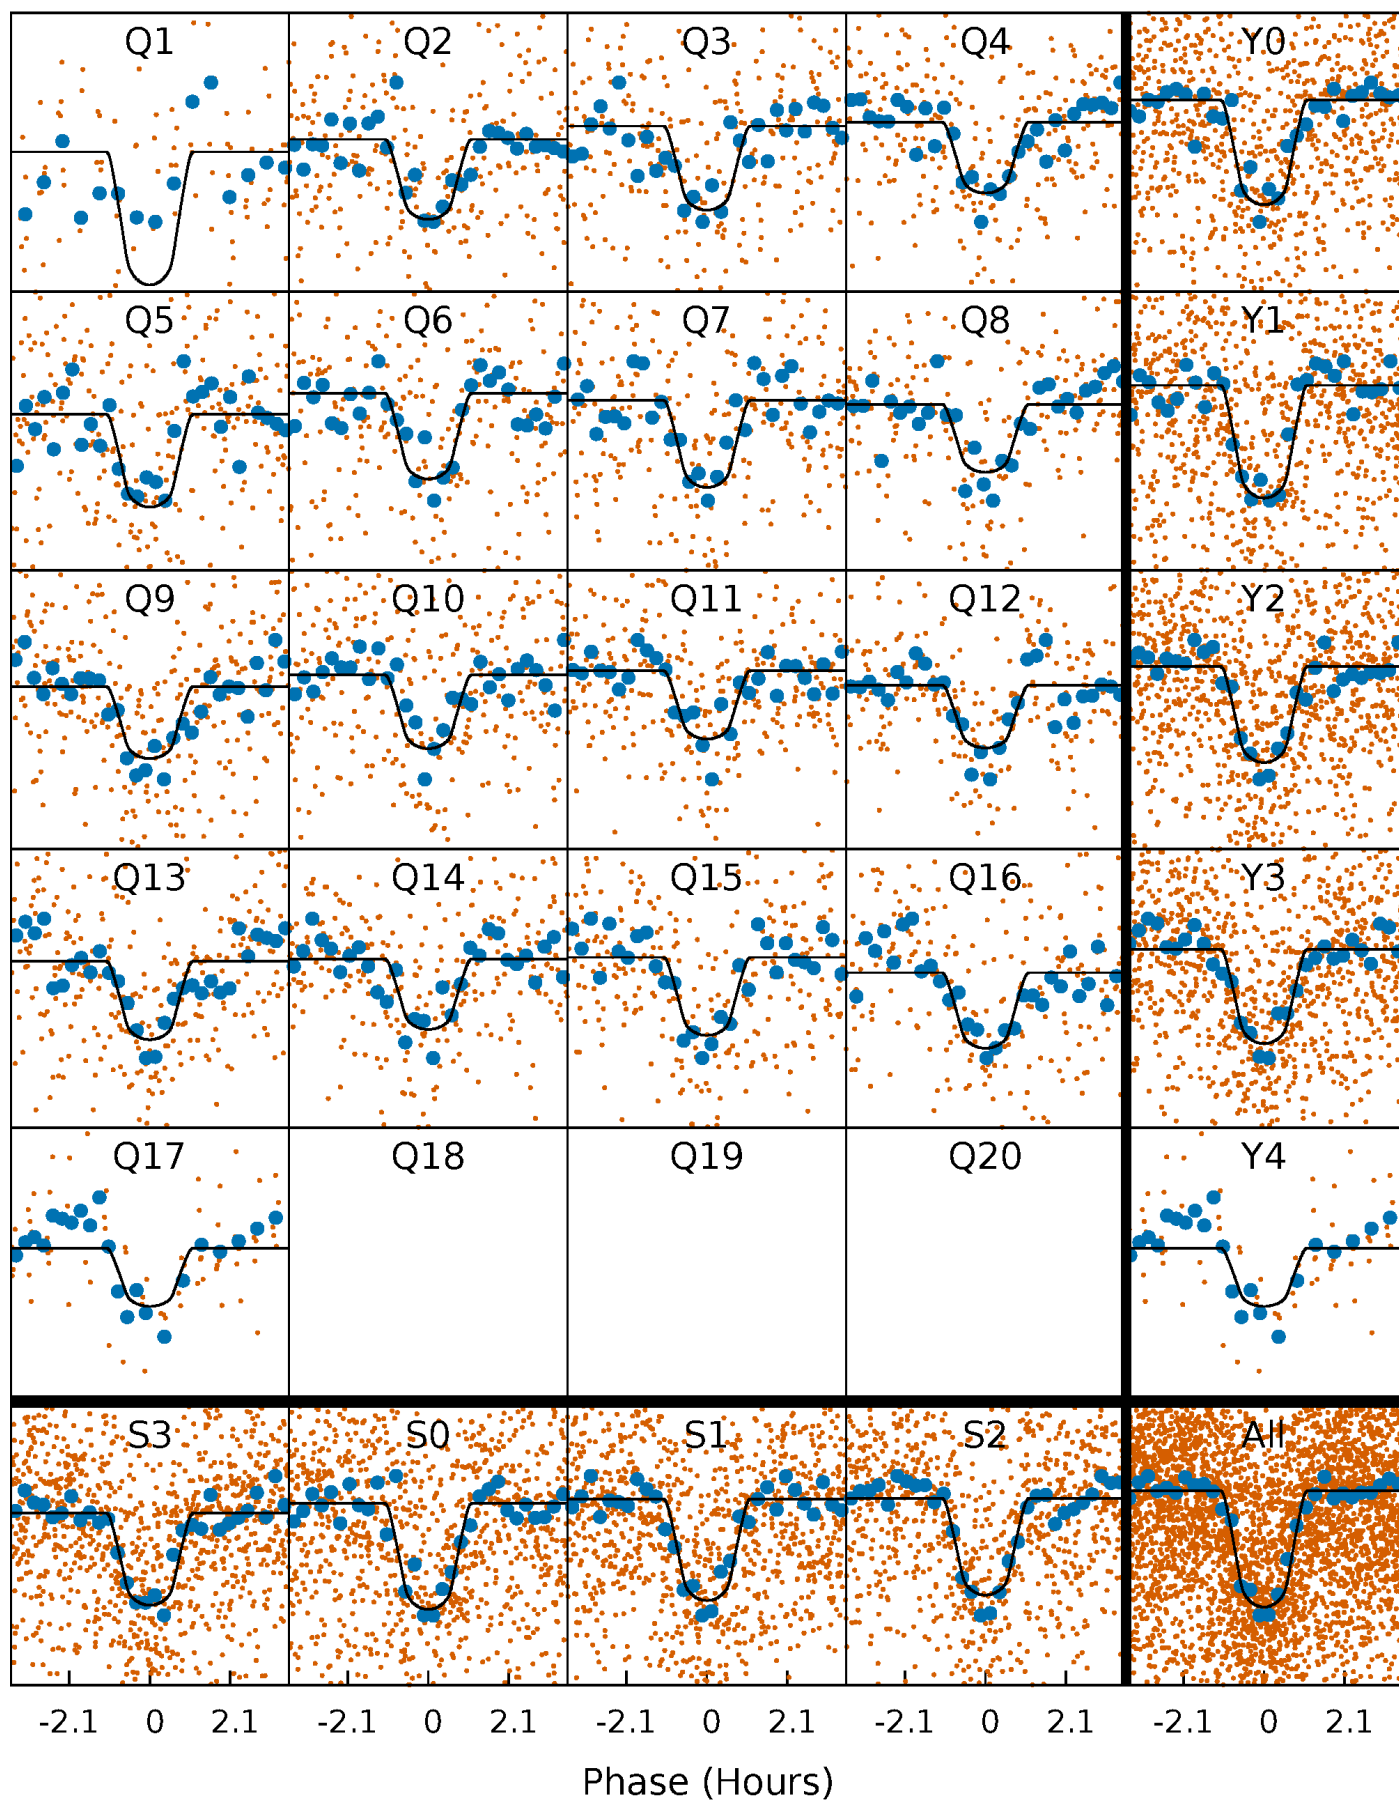 Q1 Q2 Q3 Q4 Y0
Q5 Q6 Q7 Q8 Y1
Q9 Q10 Q11 Q12 Y2
Q13 Q14 Q15 Q16 Y3
Q17 Q18 Q19 Q20 Y4
S3 S0 S1 S2 All
-2.1 0 2.1 -2.1 0 2.1 -2.1 0 2.1 -2.1 0 2.1 -2.1 0 2.1
Phase (Hours)